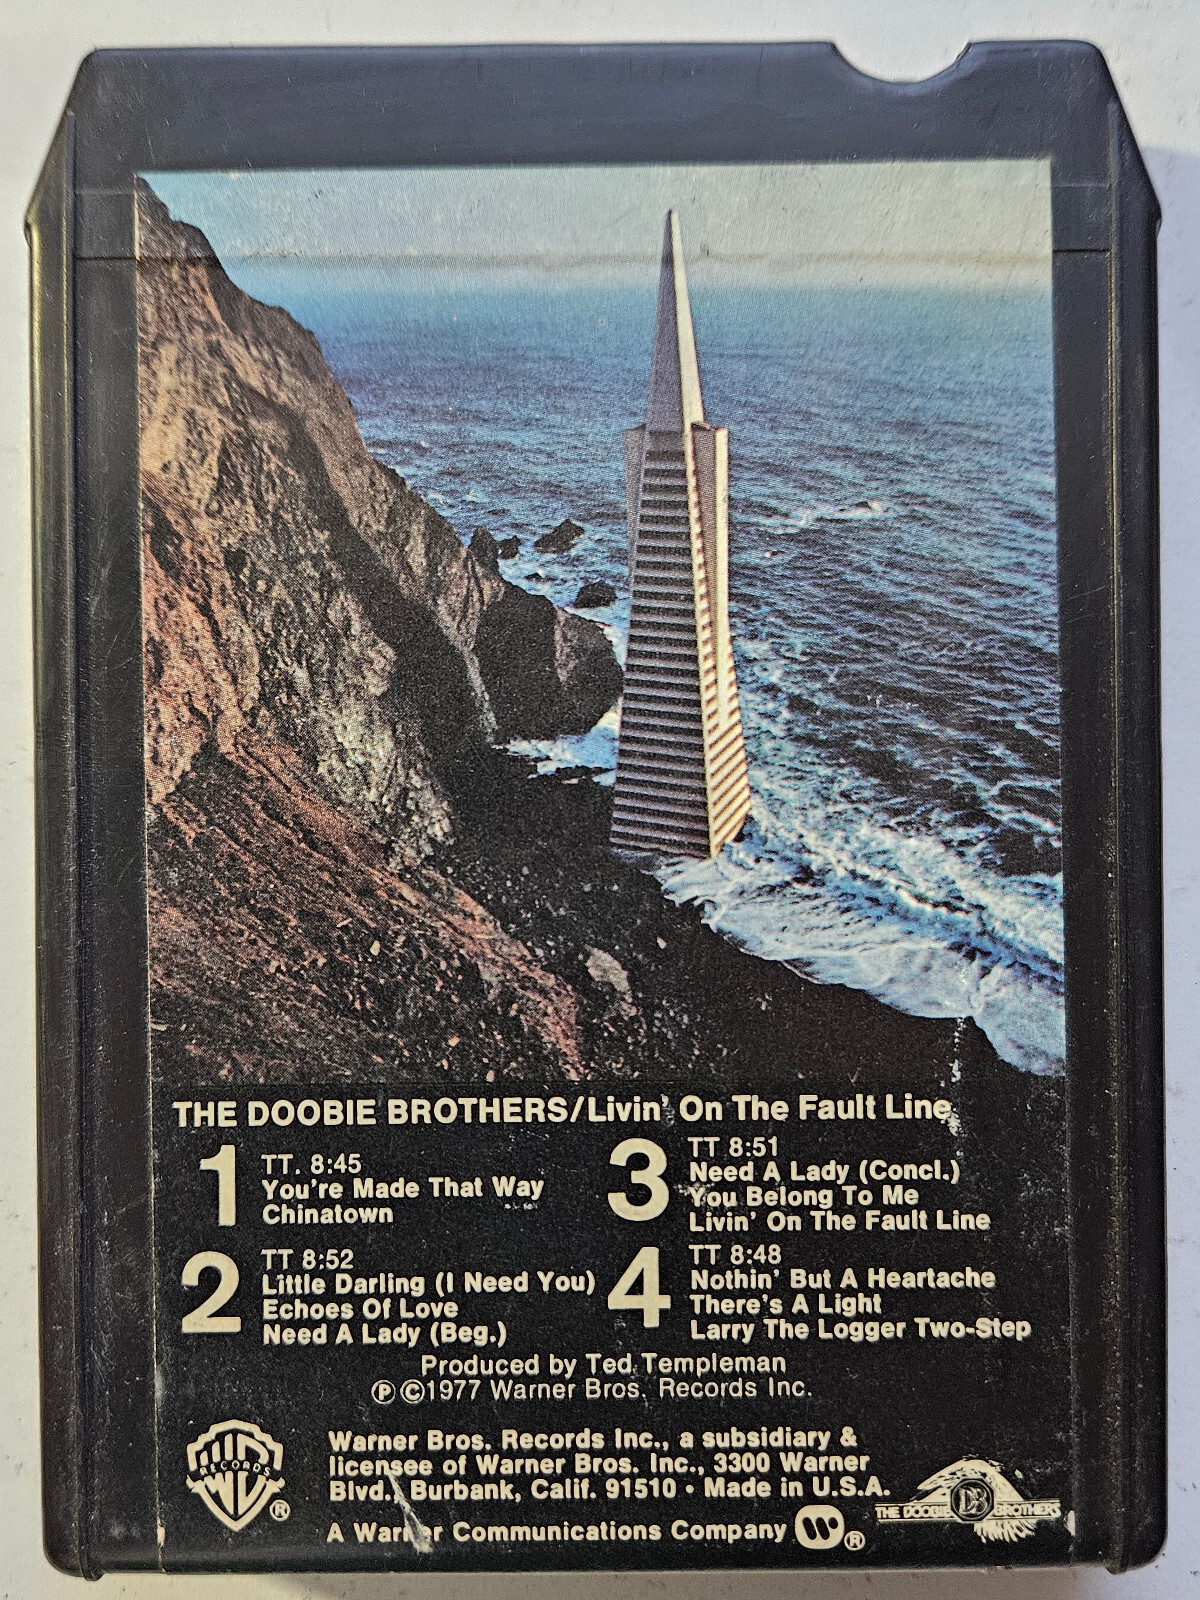 THE DOOBIE BROTHERS/Livin' On The Fault Line
1
TT. 8:45
You're Made That Way
Chinatown
2
TT 8:52
Little Darling (I Need You)
Echoes Of Love
Need A Lady (Beg.)
3
TT 8:51
Need A Lady (Concl.)
You Belong To Me
Livin' On The Fault Line
4
TT 8:48
Nothin' But A Heartache
There's A Light
Larry The Logger Two-Step
Produced by Ted Templeman
Ⓟ©1977 Warner Bros. Records Inc.
WB RECORDS ®
Warner Bros. Records Inc., a subsidiary &
licensee of Warner Bros. Inc., 3300 Warner
Blvd., Burbank, Calif. 91510 • Made in U.S.A.
A Warner Communications Company W ®
THE DOOBIE DB BROTHERS